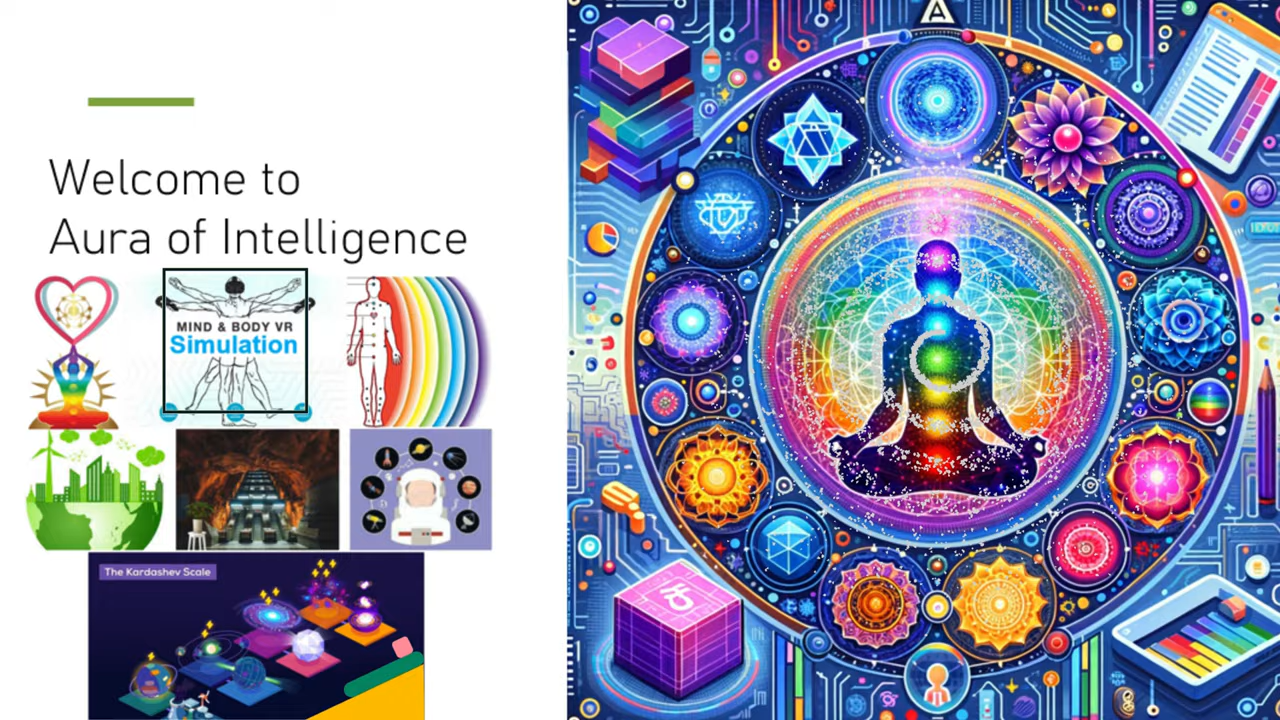 Welcome to
Aura of Intelligence
MIND & BODY VR
Simulation
The Kardashev Scale
A